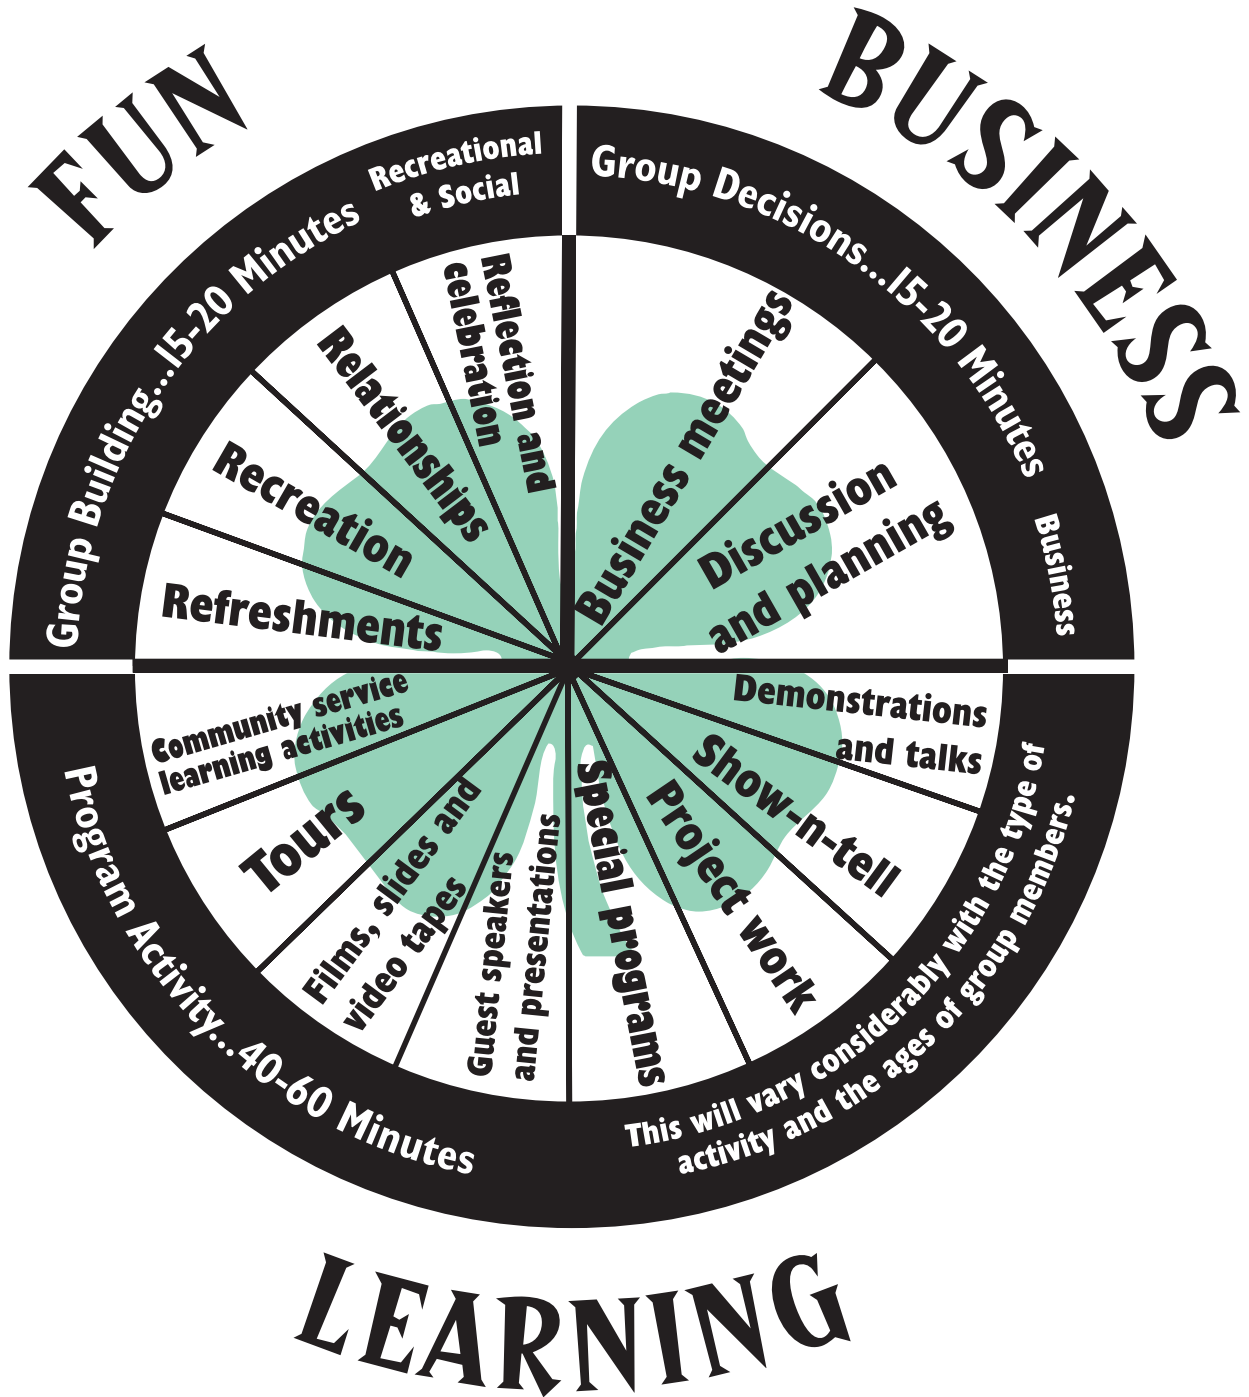 FUN
BUSINESS
Group Building...15-20 Minutes
Recreational
& Social
Group Decisions...15-20 Minutes
Business
Refreshments
Recreation
Relationships
Reflection and
celebration
Business meetings
Discussion
and planning
Demonstrations
and talks
Show-n-tell
Project work
Special programs
Guest speakers
and presentations
Films, slides and
video tapes
Tours
Community service
learning activities
Program Activity...40-60 Minutes
This will vary considerably with the type of
activity and the ages of group members.
LEARNING